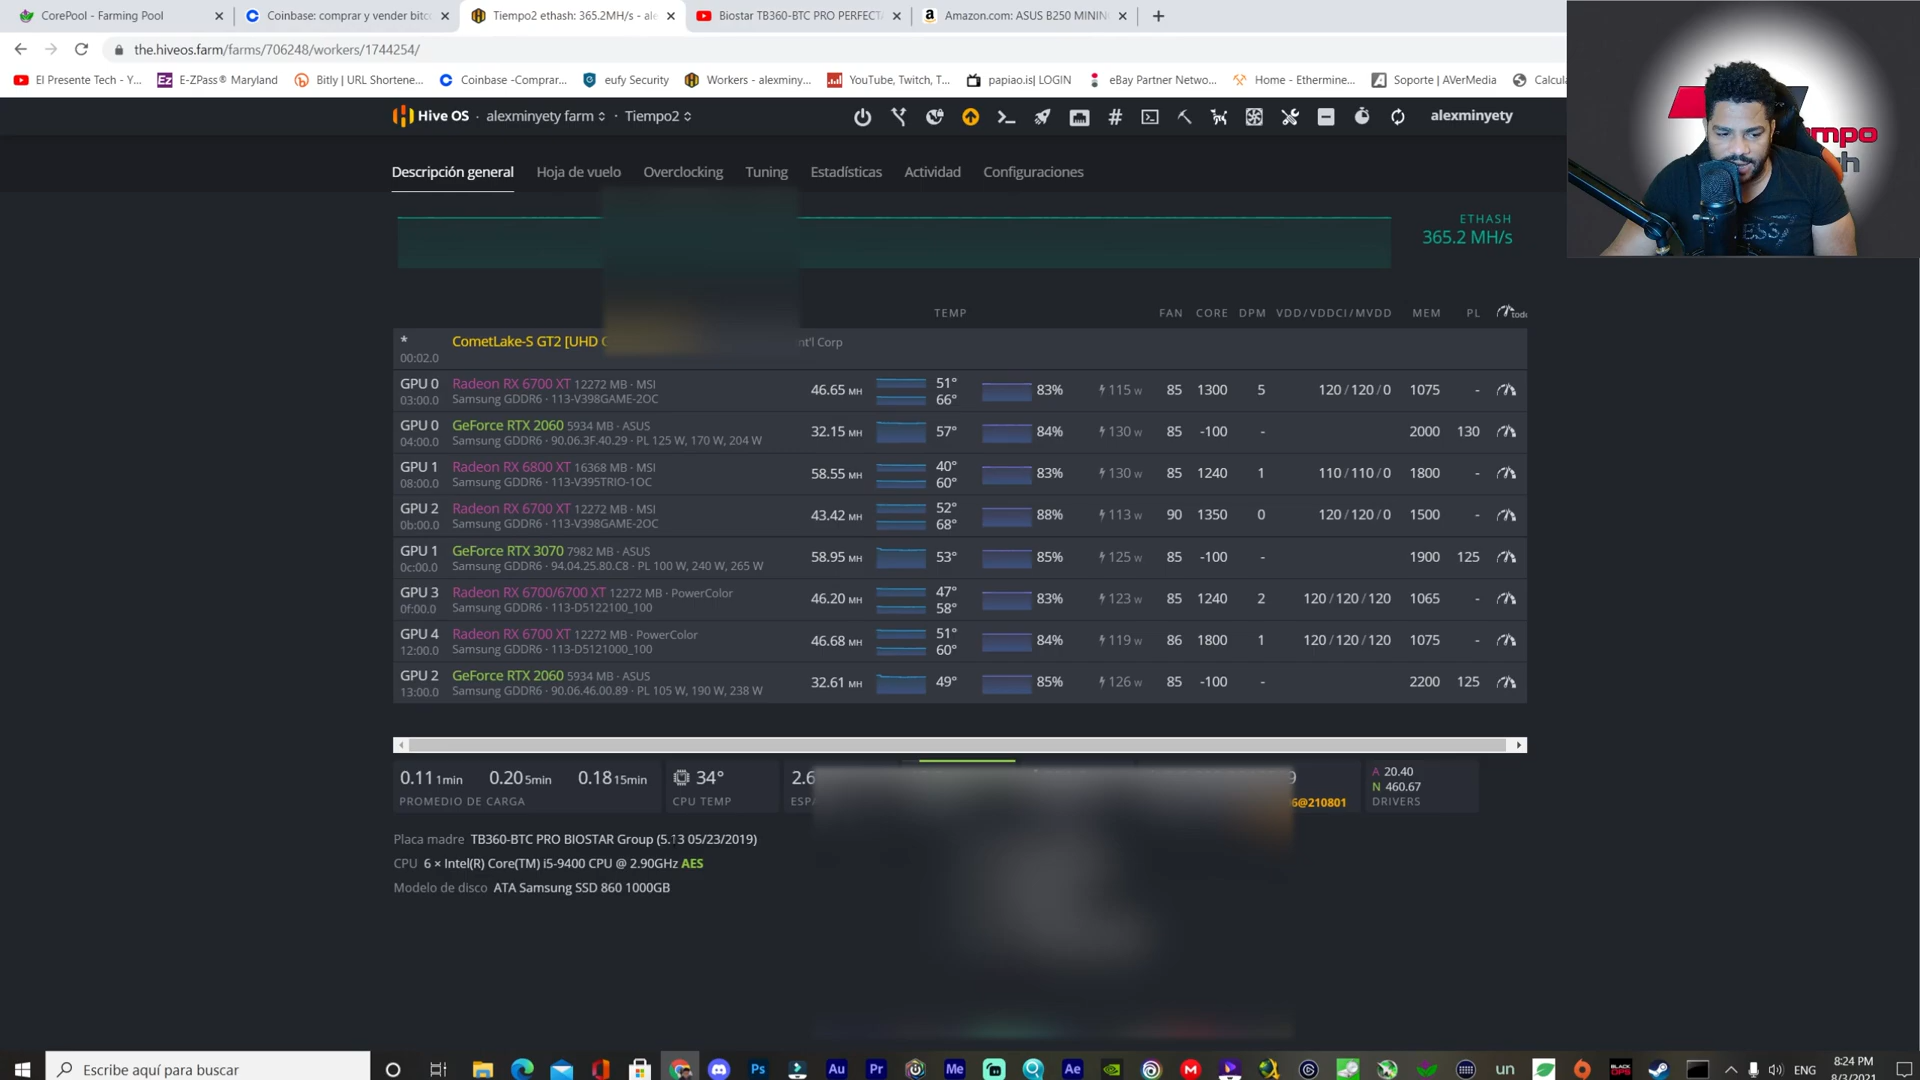 CorePool - Farming Pool
Coinbase: comprar y vender bitc
Tiempo2 ethash: 365.2MH/s - ale
Biostar TB360-BTC PRO PERFECT
Amazon.com: ASUS B250 MININ
the.hiveos.farm/farms/706248/workers/1744254/
El Presente Tech - Y...
E-ZPass® Maryland
Bitly | URL Shortene...
Coinbase -Comprar...
eufy Security
Workers - alexminy...
YouTube, Twitch, T...
papiao.is| LOGIN
eBay Partner Netwo...
Home - Ethermine...
Soporte | AVerMedia
Calcula
Hive OS · alexminyety farm · Tiempo2
alexminyety
Descripción general Hoja de vuelo Overclocking Tuning Estadísticas Actividad Configuraciones
ETHASH
365.2 MH/s
TEMP FAN CORE DPM VDD/VDDCI/MVDD MEM PL todo
* CometLake-S GT2 [UHD nt'l Corp
00:02.0
GPU 0 Radeon RX 6700 XT 12272 MB · MSI 46.65 MH 51° 83% 115 W 85 1300 5 120/120/0 1075 -
03:00.0 Samsung GDDR6 · 113-V398GAME-2OC 66°
GPU 0 GeForce RTX 2060 5934 MB · ASUS 32.15 MH 57° 84% 130 W 85 -100 - 2000 130
04:00.0 Samsung GDDR6 · 90.06.3F.40.29 · PL 125 W, 170 W, 204 W
GPU 1 Radeon RX 6800 XT 16368 MB · MSI 58.55 MH 40° 83% 130 W 85 1240 1 110/110/0 1800 -
08:00.0 Samsung GDDR6 · 113-V395TRIO-1OC 60°
GPU 2 Radeon RX 6700 XT 12272 MB · MSI 43.42 MH 52° 88% 113 W 90 1350 0 120/120/0 1500 -
0b:00.0 Samsung GDDR6 · 113-V398GAME-2OC 68°
GPU 1 GeForce RTX 3070 7982 MB · ASUS 58.95 MH 53° 85% 125 W 85 -100 - 1900 125
0c:00.0 Samsung GDDR6 · 94.04.25.80.C8 · PL 100 W, 240 W, 265 W
GPU 3 Radeon RX 6700/6700 XT 12272 MB · PowerColor 46.20 MH 47° 83% 123 W 85 1240 2 120/120/120 1065 -
0f:00.0 Samsung GDDR6 · 113-D5122100_100 58°
GPU 4 Radeon RX 6700 XT 12272 MB · PowerColor 46.68 MH 51° 84% 119 W 86 1800 1 120/120/120 1075 -
12:00.0 Samsung GDDR6 · 113-D5121000_100 60°
GPU 2 GeForce RTX 2060 5934 MB · ASUS 32.61 MH 49° 85% 126 W 85 -100 - 2200 125
13:00.0 Samsung GDDR6 · 90.06.46.00.89 · PL 105 W, 190 W, 238 W
0.11 1min 0.20 5min 0.18 15min 34° 2.6 9 A 20.40
N 460.67
PROMEDIO DE CARGA CPU TEMP ESPA 6@210801 DRIVERS
Placa madre TB360-BTC PRO BIOSTAR Group (5.13 05/23/2019)
CPU 6 × Intel(R) Core(TM) i5-9400 CPU @ 2.90GHz AES
Modelo de disco ATA Samsung SSD 860 1000GB
Escribe aquí para buscar
ENG
8:24 PM
8/3/2021